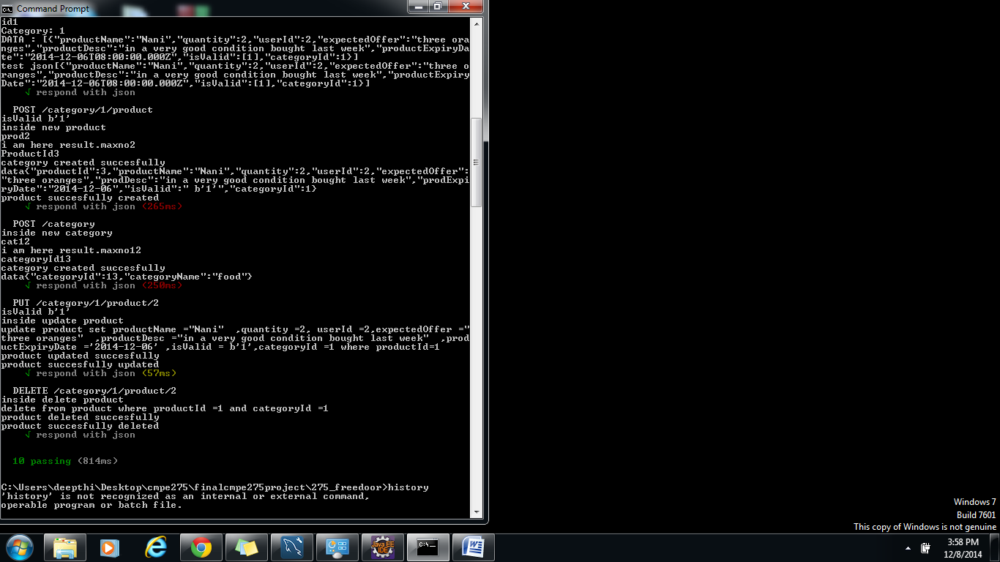 Command Prompt
id1
Category: 1
DATA : [{"productName":"Nani","quantity":2,"userId":2,"expectedOffer":"three ora
nges","productDesc":"in a very good condition bought last week","productExpiryDa
te":"2014-12-06T08:00:00.000Z","isValid":[1],"categoryId":1}]
test json[{"productName":"Nani","quantity":2,"userId":2,"expectedOffer":"three o
ranges","productDesc":"in a very good condition bought last week","productExpiry
Date":"2014-12-06T08:00:00.000Z","isValid":[1],"categoryId":1}]
√ respond with json
POST /category/1/product
isValid b'1'
inside new product
prod2
i am here result.maxno2
ProductId3
category created succesfully
data{"productId":3,"productName":"Nani","quantity":2,"userId":2,"expectedOffer":
"three oranges","prodDesc":"in a very good condition bought last week","prodExpi
ryDate":"2014-12-06","isValid":" b'1'","categoryId":1}
product succesfully created
√ respond with json (265ms)
POST /category
inside new category
cat12
i am here result.maxno12
categoryId13
category created succesfully
data{"categoryId":13,"categoryName":"food"}
√ respond with json (250ms)
PUT /category/1/product/2
isValid b'1'
inside update product
update product set productName ="Nani"  ,quantity =2, userId =2,expectedOffer ="
three oranges"  ,productDesc ="in a very good condition bought last week"  ,prod
uctExpiryDate ='2014-12-06' ,isValid = b'1',categoryId =1 where productId=1
product updated succesfully
product succesfully updated
√ respond with json (57ms)
DELETE /category/1/product/2
inside delete product
delete from product where productId =1 and categoryId =1
product deleted succesfully
product succesfully deleted
√ respond with json
10 passing (814ms)
C:\Users\deepthi\Desktop\cmpe275\finalcmpe275project\275_freedoor>history
'history' is not recognized as an internal or external command,
operable program or batch file.
Windows 7
Build 7601
This copy of Windows is not genuine
Java EE
IDE
3:58 PM
12/8/2014